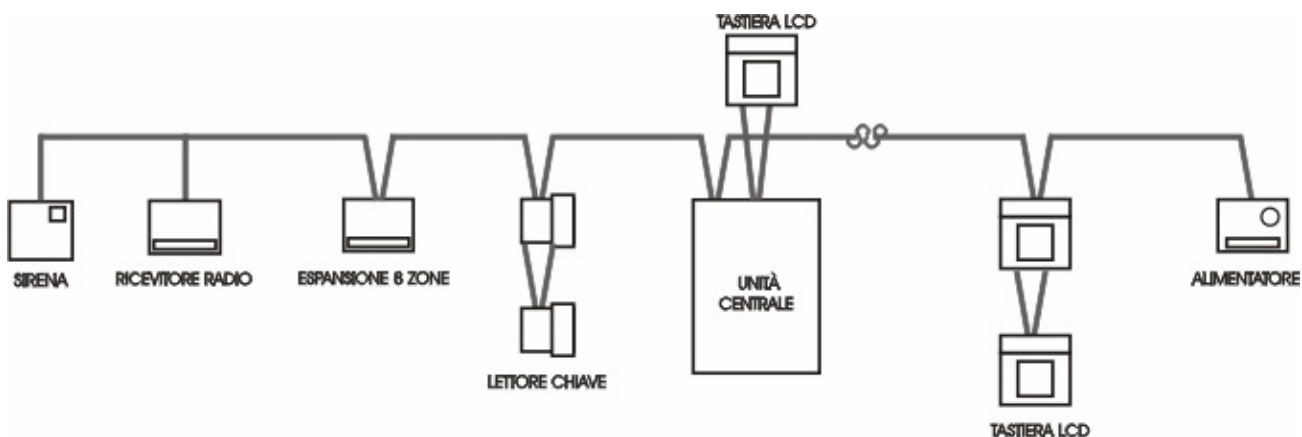 TASTIERA LCD
SIRENA
RICEVITORE RADIO
ESPANSIONE 8 ZONE
UNITÀ
CENTRALE
ALIMENTATORE
LETTORE CHIAVE
TASTIERA LCD